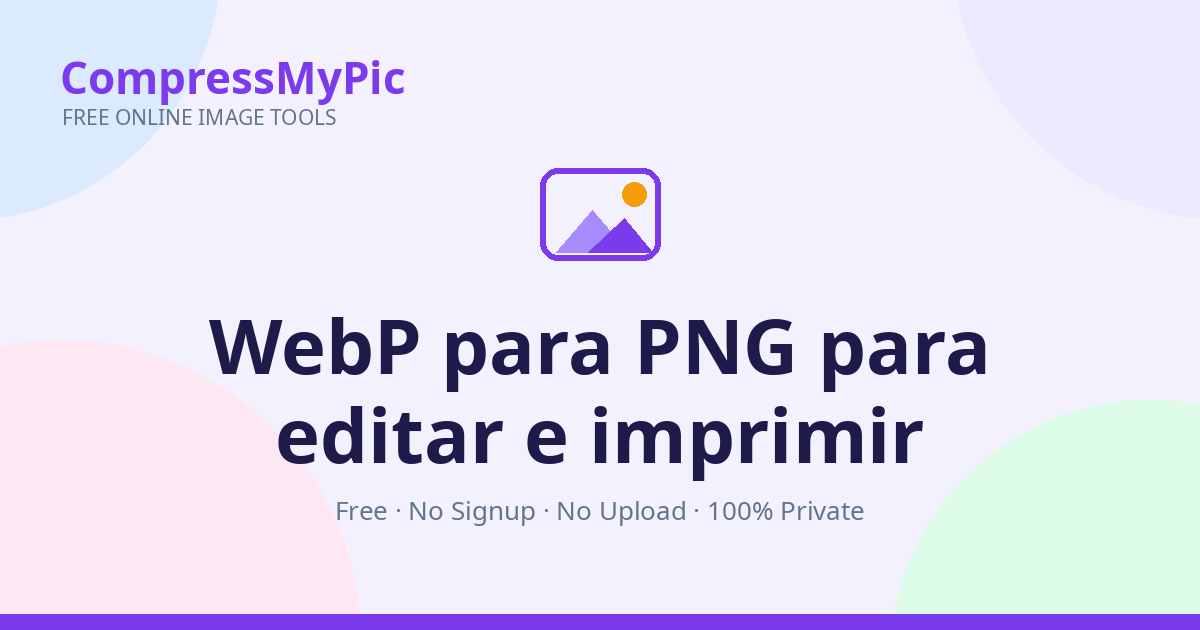 CompressMyPic
FREE ONLINE IMAGE TOOLS
WebP para PNG para
editar e imprimir
Free · No Signup · No Upload · 100% Private